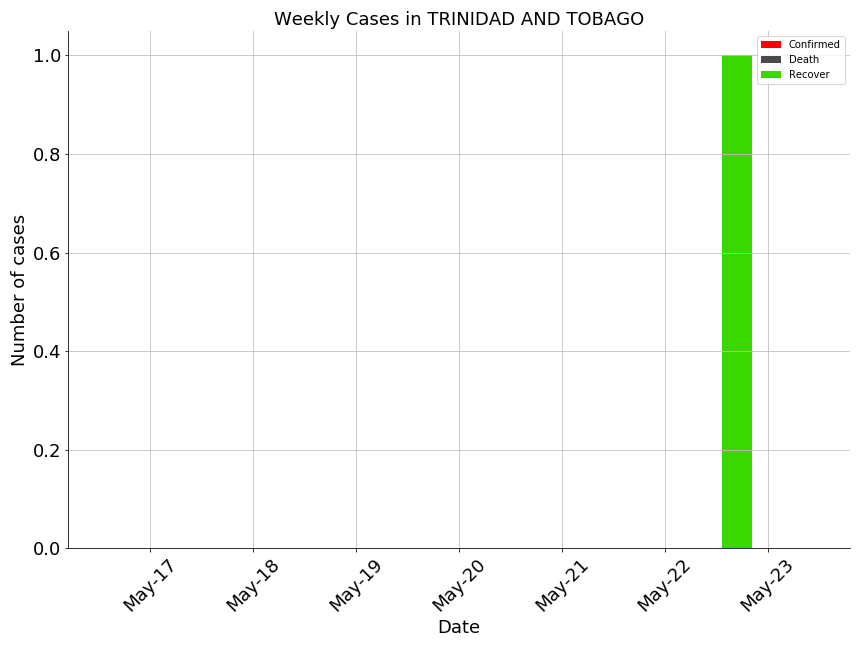 Weekly Cases in TRINIDAD AND TOBAGO
Confirmed
Death
Recover
Number of cases
1.0
0.8
0.6
0.4
0.2
0.0
May-17
May-18
May-19
May-20
May-21
May-22
May-23
Date